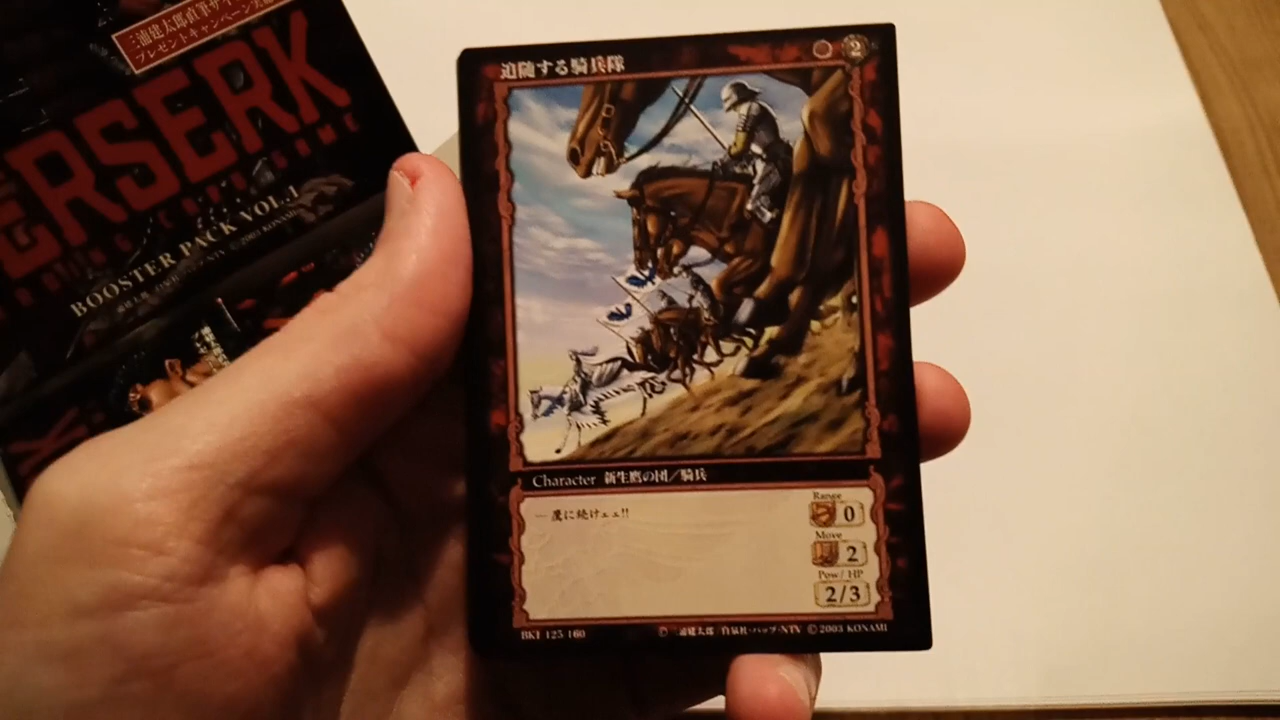 三浦建太郎直筆サイ
プレゼントキャンペーン実施
BERSERK
BOOSTER PACK VOL.1
追随する騎兵隊
2
Character 新生鷹の団/騎兵
―鷹に続けェェ!!
Range
0
Move
2
Pow/HP
2/3
BK1 125 160
三浦建太郎/白泉社・バップ・NTV ©2003 KONAMI